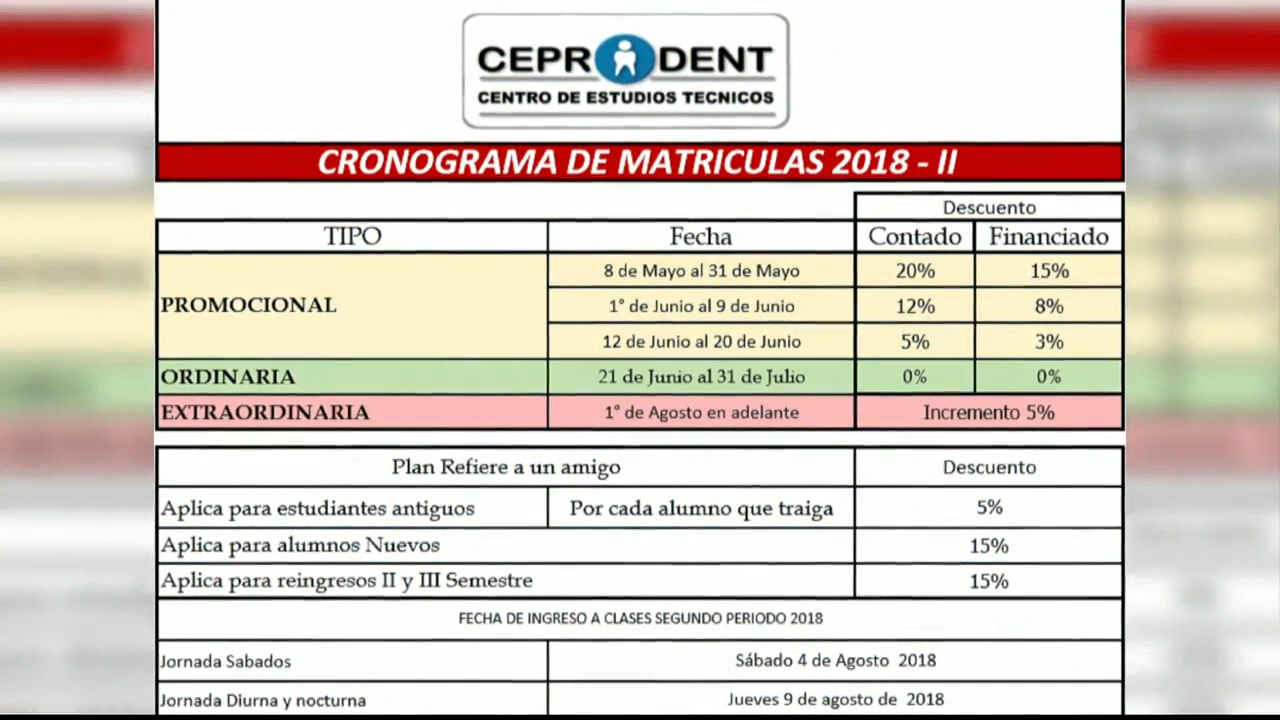 CEPRODENT
CENTRO DE ESTUDIOS TECNICOS
CRONOGRAMA DE MATRICULAS 2018 - II
Descuento
TIPO Fecha Contado Financiado
8 de Mayo al 31 de Mayo 20% 15%
PROMOCIONAL 1° de Junio al 9 de Junio 12% 8%
12 de Junio al 20 de Junio 5% 3%
ORDINARIA 21 de Junio al 31 de Julio 0% 0%
EXTRAORDINARIA 1° de Agosto en adelante Incremento 5%
Plan Refiere a un amigo Descuento
Aplica para estudiantes antiguos Por cada alumno que traiga 5%
Aplica para alumnos Nuevos 15%
Aplica para reingresos II y III Semestre 15%
FECHA DE INGRESO A CLASES SEGUNDO PERIODO 2018
Jornada Sabados Sábado 4 de Agosto 2018
Jornada Diurna y nocturna Jueves 9 de agosto de 2018